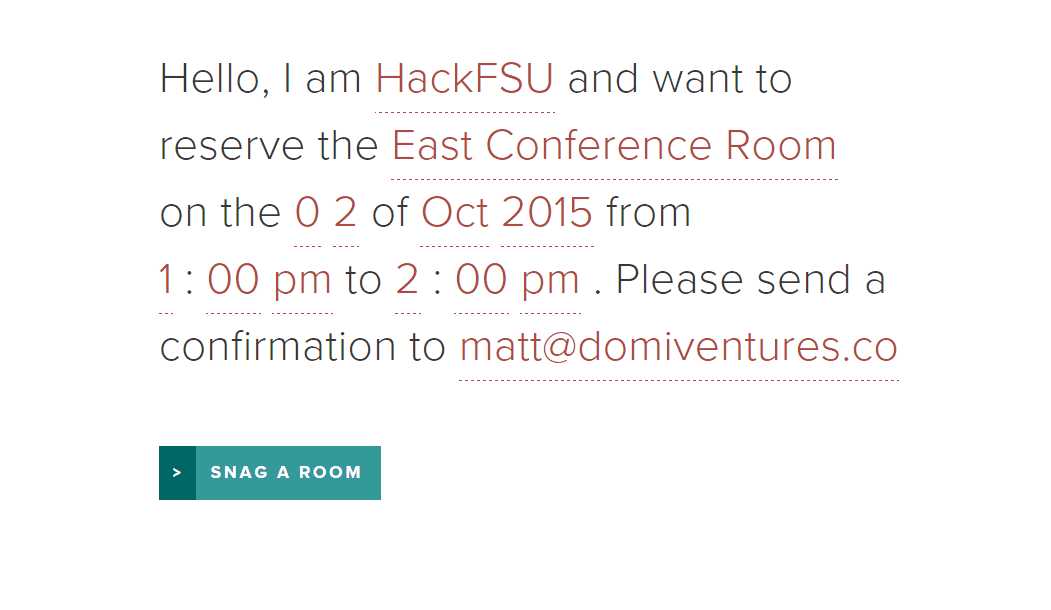 Hello, I am HackFSU and want to
reserve the East Conference Room
on the 0 2 of Oct 2015 from
1 : 00 pm to 2 : 00 pm . Please send a
confirmation to matt@domiventures.co
> SNAG A ROOM